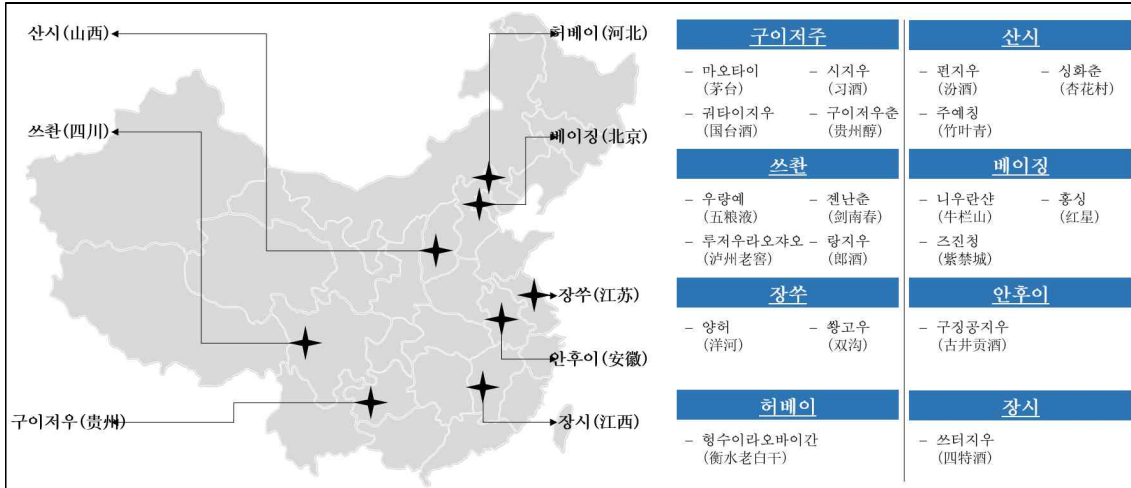 산시(山西)
허베이(河北)
쓰촨(四川)
베이징(北京)
장쑤(江苏)
안후이(安徽)
구이저우(贵州)
장시(江西)
구이저주
– 마오타이
(茅台)
– 시지우
(习酒)
– 궈타이지우
(国台酒)
– 구이저우춘
(贵州醇)
산시
– 펀지우
(汾酒)
– 싱화춘
(杏花村)
– 주예칭
(竹叶青)
쓰촨
– 우량예
(五粮液)
– 젠난춘
(剑南春)
– 루저우라오쟈오
(泸州老窖)
– 랑지우
(郎酒)
베이징
– 니우란샨
(牛栏山)
– 홍싱
(红星)
– 즈진청
(紫禁城)
장쑤
– 양허
(洋河)
– 쐉고우
(双沟)
안후이
– 구징공지우
(古井贡酒)
허베이
– 헝수이라오바이간
(衡水老白干)
장시
– 쓰터지우
(四特酒)